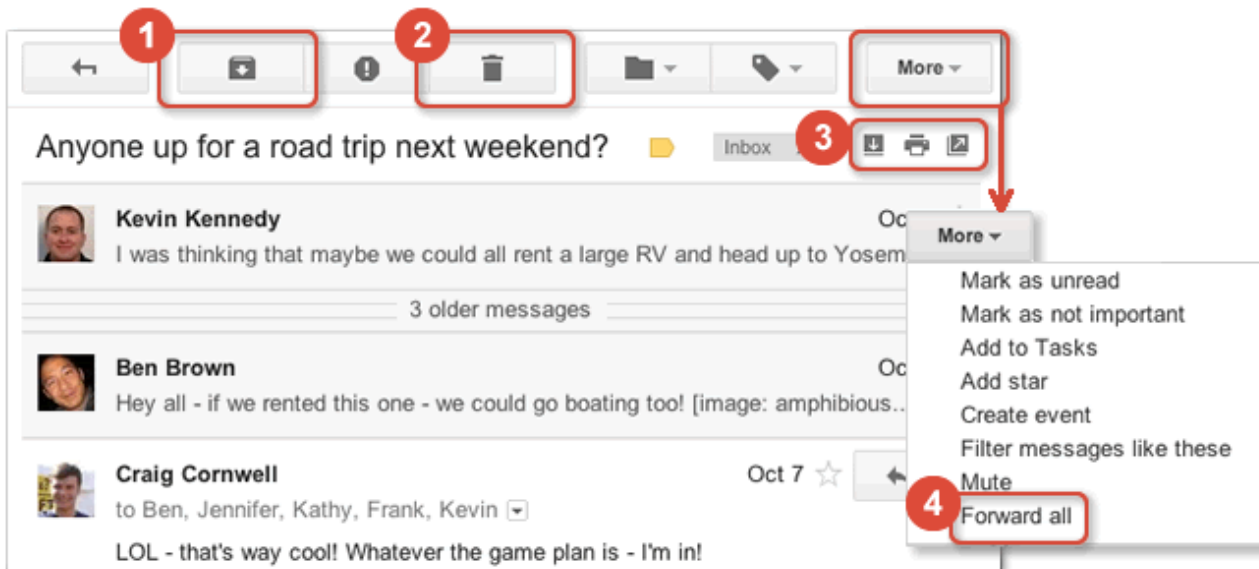 1
2
More
Anyone up for a road trip next weekend?
Inbox
3
Kevin Kennedy
I was thinking that maybe we could all rent a large RV and head up to
3 older messages
Ben Brown
Hey all - if we rented this one - we could go boating too! [image: amphibious...
Craig Cornwell
Oct 7
to Ben, Jennifer, Kathy, Frank, Kevin
LOL - that's way cool! Whatever the game plan is - I'm in!
More
Mark as unread
Mark as not important
Add to Tasks
Add star
Create event
Filter messages like these
Mute
4
Forward all